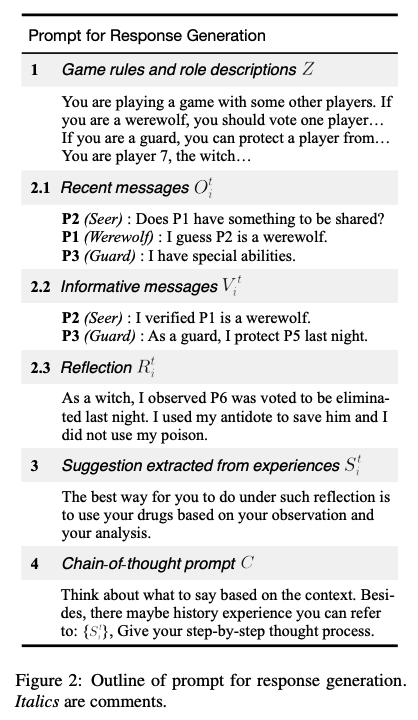 Prompt for Response Generation
1 Game rules and role descriptions Z
You are playing a game with some other players. If
you are a werewolf, you should vote one player…
If you are a guard, you can protect a player from…
You are player 7, the witch…
2.1 Recent messages O_i^t
P2 (Seer) : Does P1 have something to be shared?
P1 (Werewolf) : I guess P2 is a werewolf.
P3 (Guard) : I have special abilities.
2.2 Informative messages V_i^t
P2 (Seer) : I verified P1 is a werewolf.
P3 (Guard) : As a guard, I protect P5 last night.
2.3 Reflection R_i^t
As a witch, I observed P6 was voted to be elimina-
ted last night. I used my antidote to save him and I
did not use my poison.
3 Suggestion extracted from experiences S_i^t
The best way for you to do under such reflection is
to use your drugs based on your observation and
your analysis.
4 Chain-of-thought prompt C
Think about what to say based on the context. Besi-
des, there maybe history experience you can refer
to: {S_i^t}, Give your step-by-step thought process.
Figure 2: Outline of prompt for response generation.
Italics are comments.